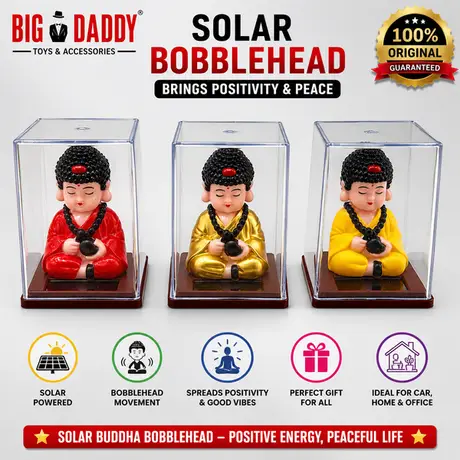 BIG DADDY®
TOYS & ACCESSORIES
SOLAR
BOBBLEHEAD
BRINGS POSITIVITY & PEACE
100%
ORIGINAL
GUARANTEED
SOLAR
POWERED
BOBBLEHEAD
MOVEMENT
SPREADS POSITIVITY
& GOOD VIBES
PERFECT GIFT
FOR ALL
IDEAL FOR CAR,
HOME & OFFICE
SOLAR BUDDHA BOBBLEHEAD – POSITIVE ENERGY, PEACEFUL LIFE